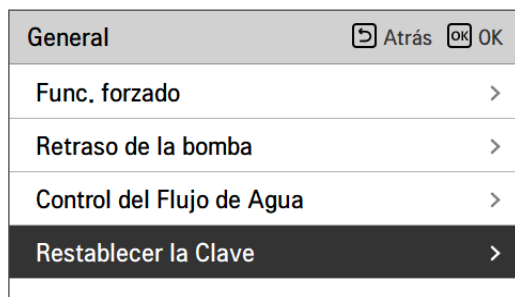 General Atrás OK OK
Func. forzado
Retraso de la bomba
Control del Flujo de Agua
Restablecer la Clave